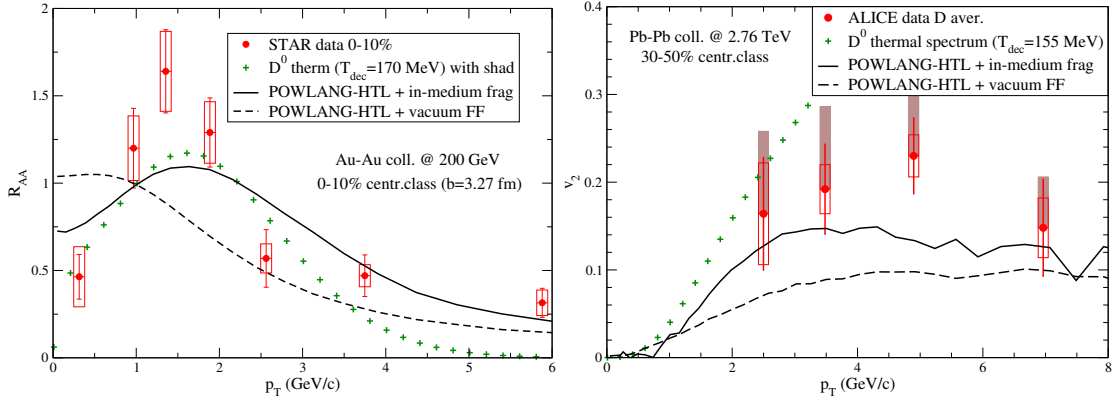 STAR data 0-10%
D⁰ therm (T_dec=170 MeV) with shad
POWLANG-HTL + in-medium frag
POWLANG-HTL + vacuum FF
Au-Au coll. @ 200 GeV
0-10% centr.class (b=3.27 fm)
R_AA
2
1.5
1
0.5
0
0 1 2 3 4 5 6
p_T (GeV/c)
Pb-Pb coll. @ 2.76 TeV
30-50% centr.class
ALICE data D aver.
D⁰ thermal spectrum (T_dec=155 MeV)
POWLANG-HTL + in-medium frag
POWLANG-HTL + vacuum FF
v_2
0.4
0.3
0.2
0.1
0
0 2 4 6 8
p_T (GeV/c)